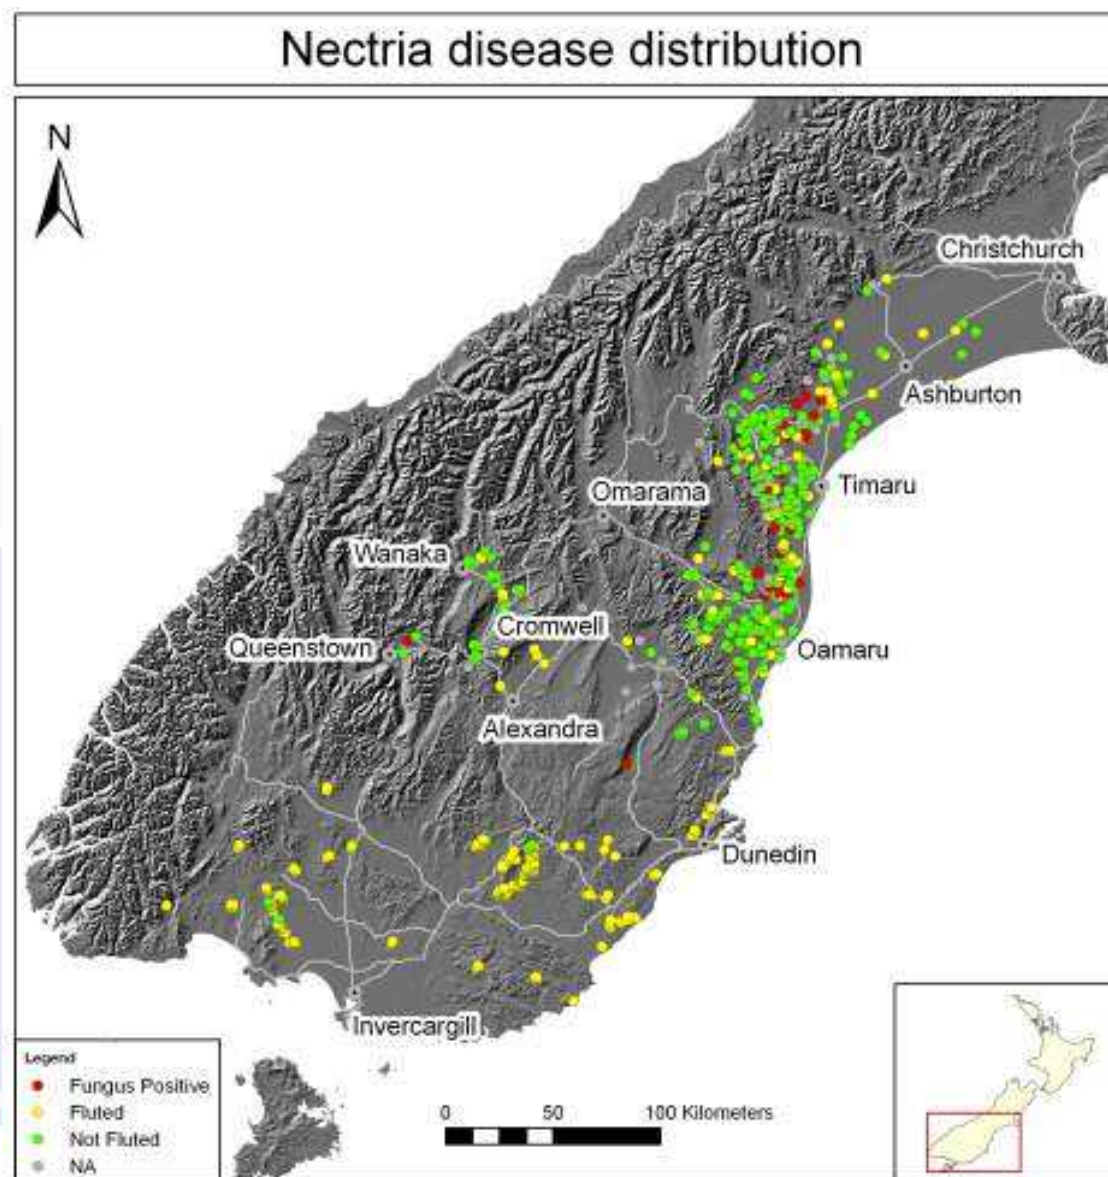 Nectria disease distribution
N
Christchurch
Ashburton
Timaru
Omarama
Wanaka
Cromwell
Queenstown
Oamaru
Alexandra
Dunedin
Invercargill
Legend
Fungus Positive
Fluted
Not Fluted
NA
0 50 100 Kilometers